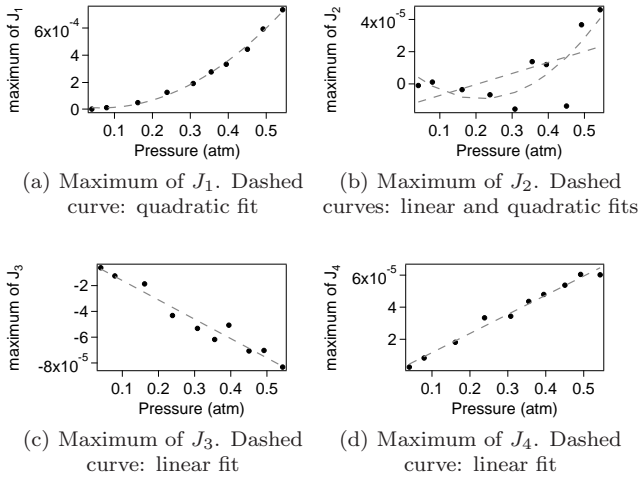 maximum of J1
6x10-4
4
2
0
0.1 0.2 0.3 0.4 0.5
Pressure (atm)
(a) Maximum of J1. Dashed
curve: quadratic fit
maximum of J2
4x10-5
2
0
0.1 0.2 0.3 0.4 0.5
Pressure (atm)
(b) Maximum of J2. Dashed
curves: linear and quadratic fits
maximum of J3
-2
-4
-6
-8x10-5
0.1 0.2 0.3 0.4 0.5
Pressure (atm)
(c) Maximum of J3. Dashed
curve: linear fit
maximum of J4
6x10-5
4
2
0.1 0.2 0.3 0.4 0.5
Pressure (atm)
(d) Maximum of J4. Dashed
curve: linear fit